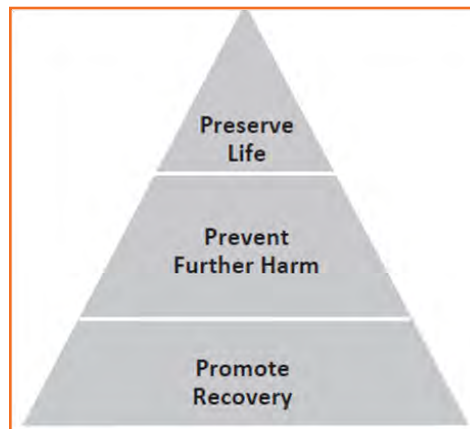 Preserve
Life
Prevent
Further Harm
Promote
Recovery